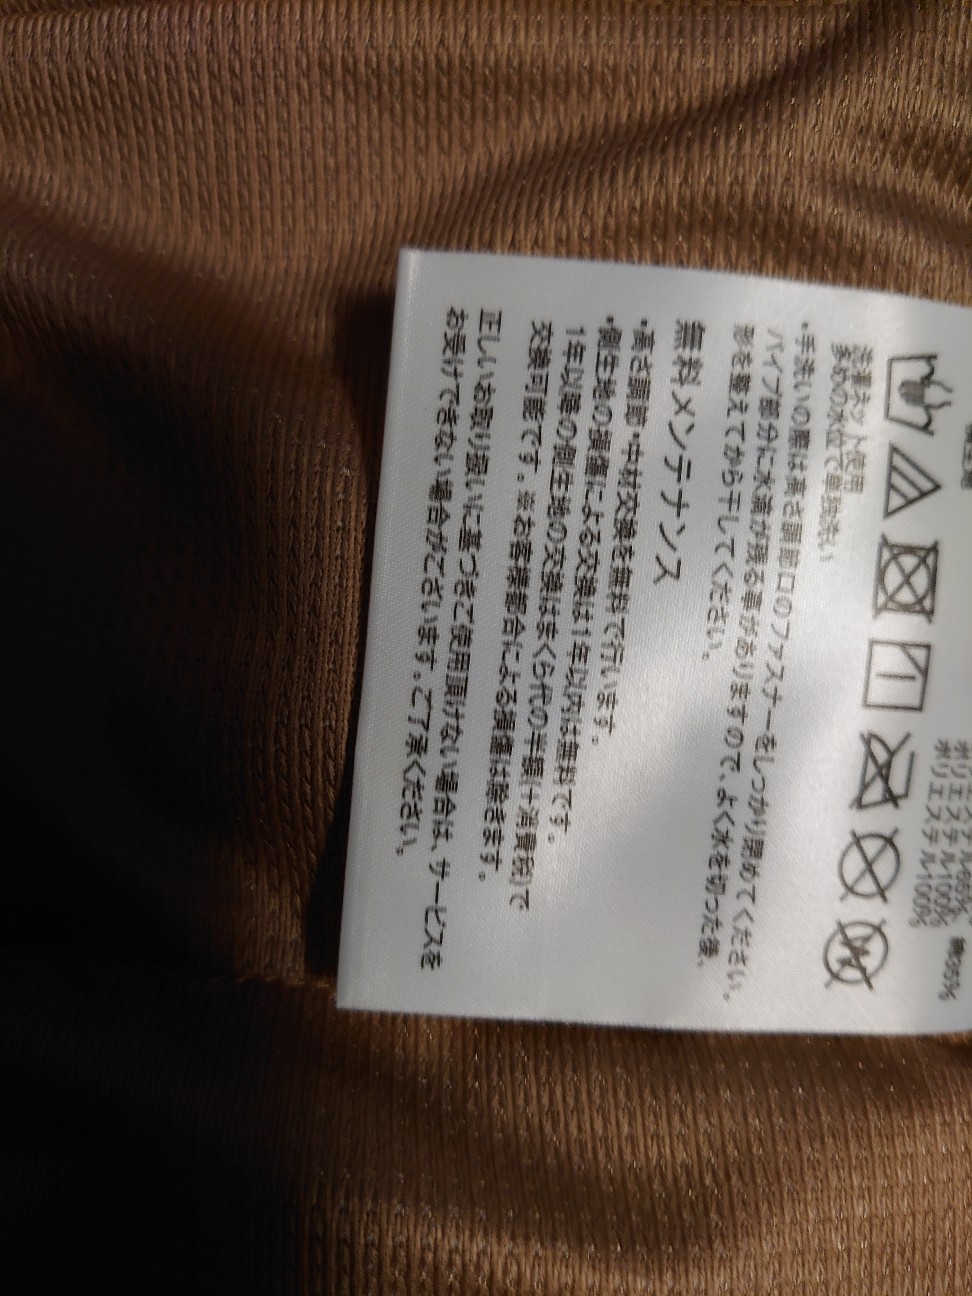 ポリエステル100%
ポリエステル100%
洗濯ネット使用
多めの水位で単独洗い
・手洗いの際は高さ調節口のファスナーをしっかり閉めてください。
パイプ部分に水滴が残る事がありますので、よく水を切った後、
形を整えてから干してください。
無料メンテナンス
・高さ調節・中材交換を無料で行います。
・側生地の損傷による交換は1年以内は無料です。
1年以降の側生地の交換はまくら代の半額(+消費税)で
交換可能です。※お客様都合による損傷は除きます。
正しいお取り扱いに基づきご使用頂けない場合は、サービスを
お受けできない場合がございます。ご了承ください。